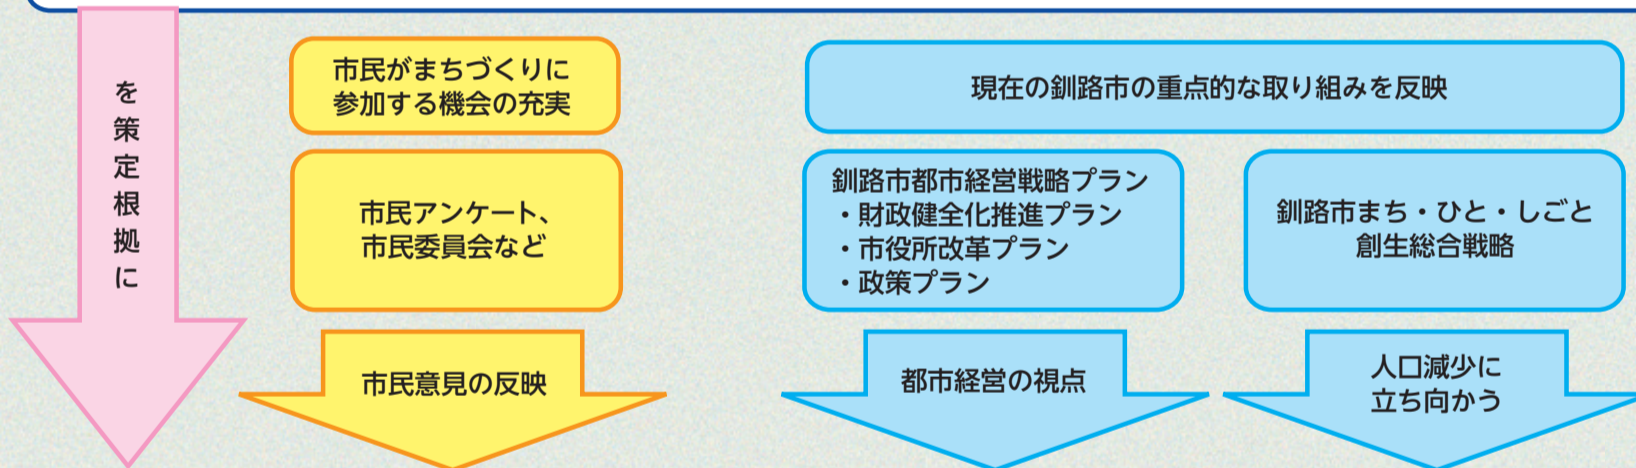 を策定根拠に
市民がまちづくりに
参加する機会の充実
市民アンケート、
市民委員会など
市民意見の反映
現在の釧路市の重点的な取り組みを反映
釧路市都市経営戦略プラン
・財政健全化推進プラン
・市役所改革プラン
・政策プラン
都市経営の視点
釧路市まち・ひと・しごと
創生総合戦略
人口減少に
立ち向かう